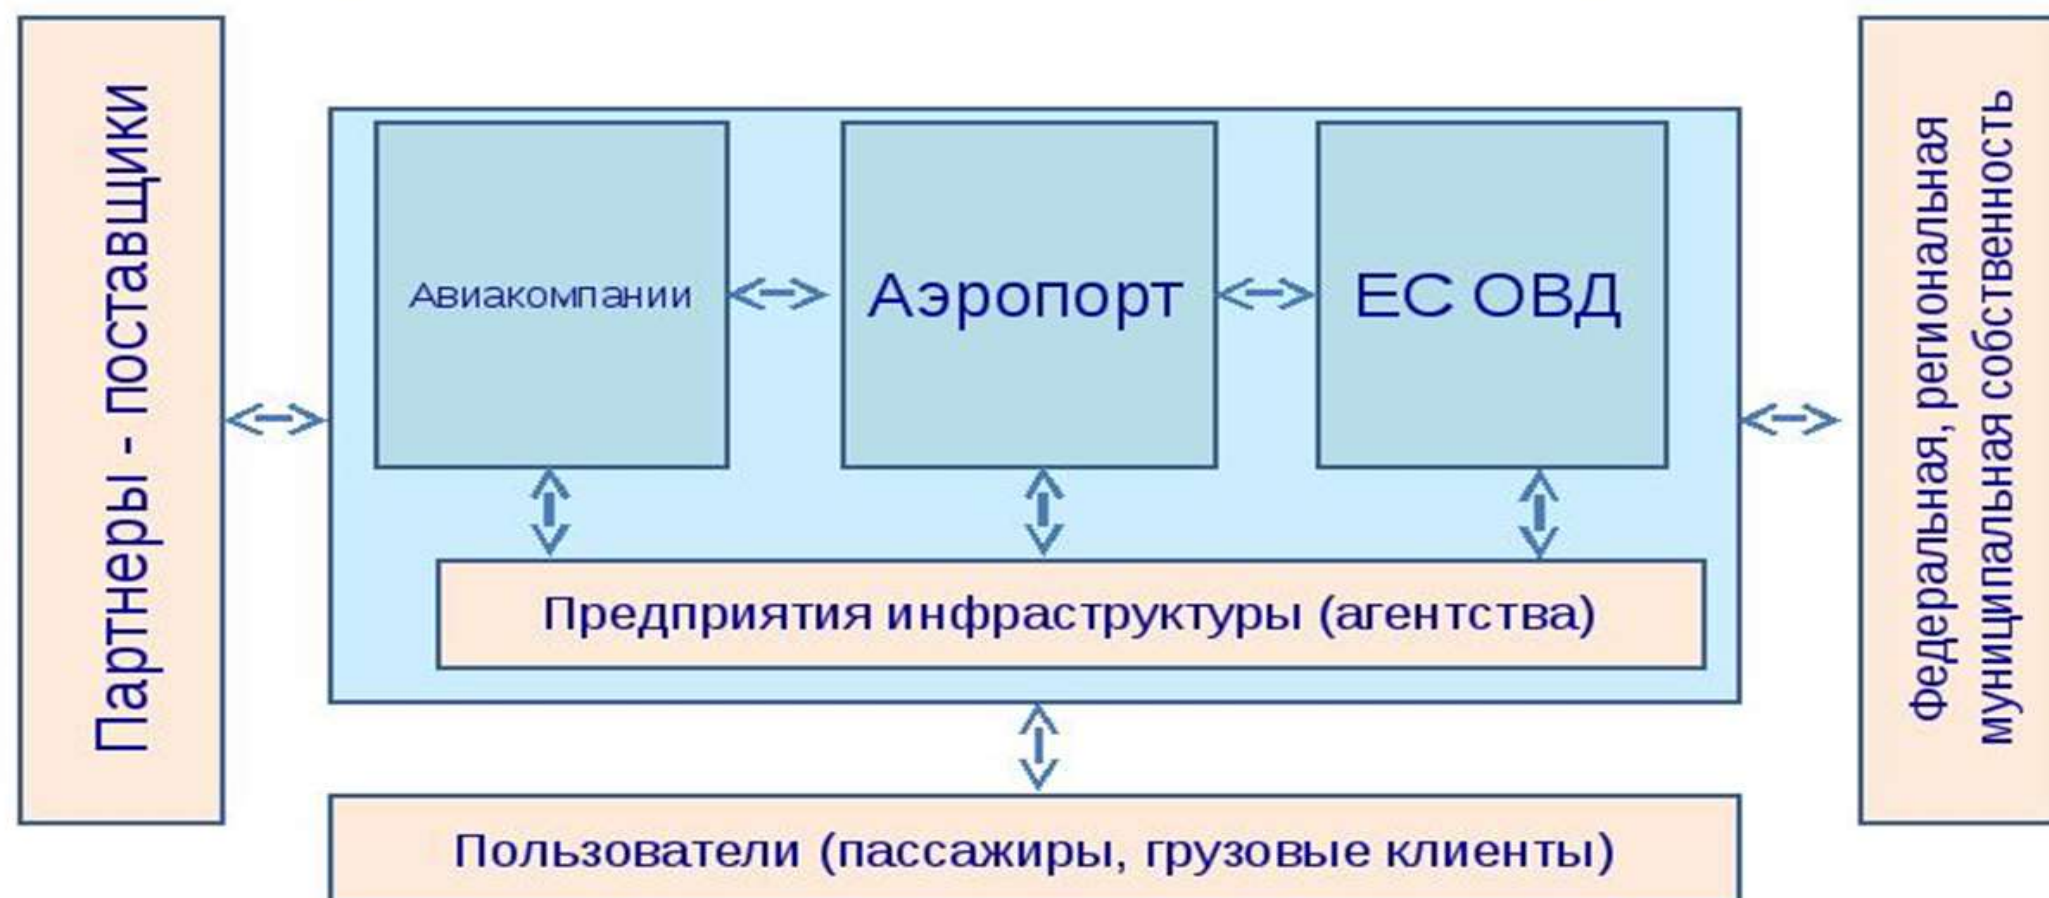 Партнеры - поставщики
Авиакомпании
Аэропорт
ЕС ОВД
Предприятия инфраструктуры (агентства)
Пользователи (пассажиры, грузовые клиенты)
Федеральная, региональная
муниципальная собственность